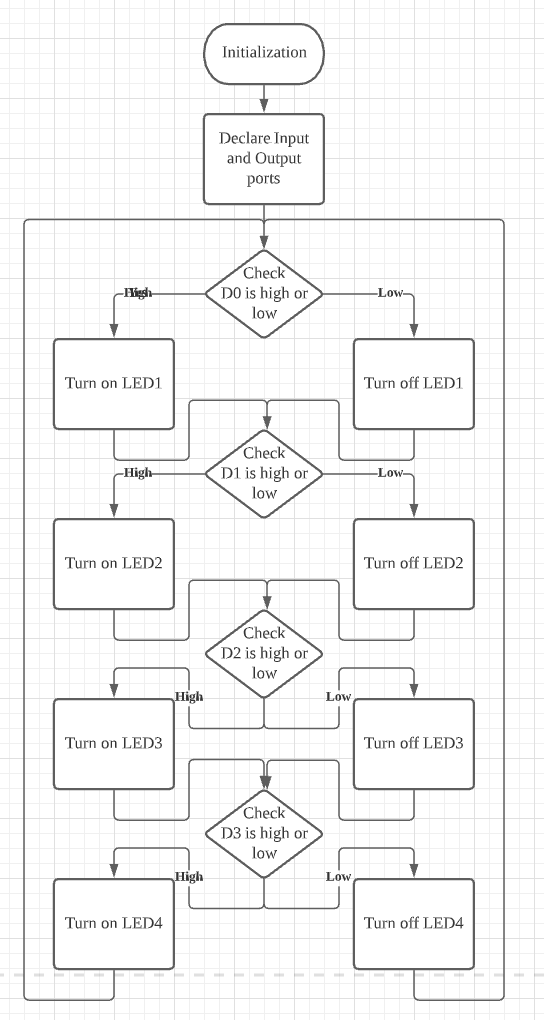 Initialization
Declare Input
and Output
ports
Check
D0 is high or
low
High
Low
Turn on LED1
Turn off LED1
Check
D1 is high or
low
High
Low
Turn on LED2
Turn off LED2
Check
D2 is high or
low
High
Low
Turn on LED3
Turn off LED3
Check
D3 is high or
low
High
Low
Turn on LED4
Turn off LED4